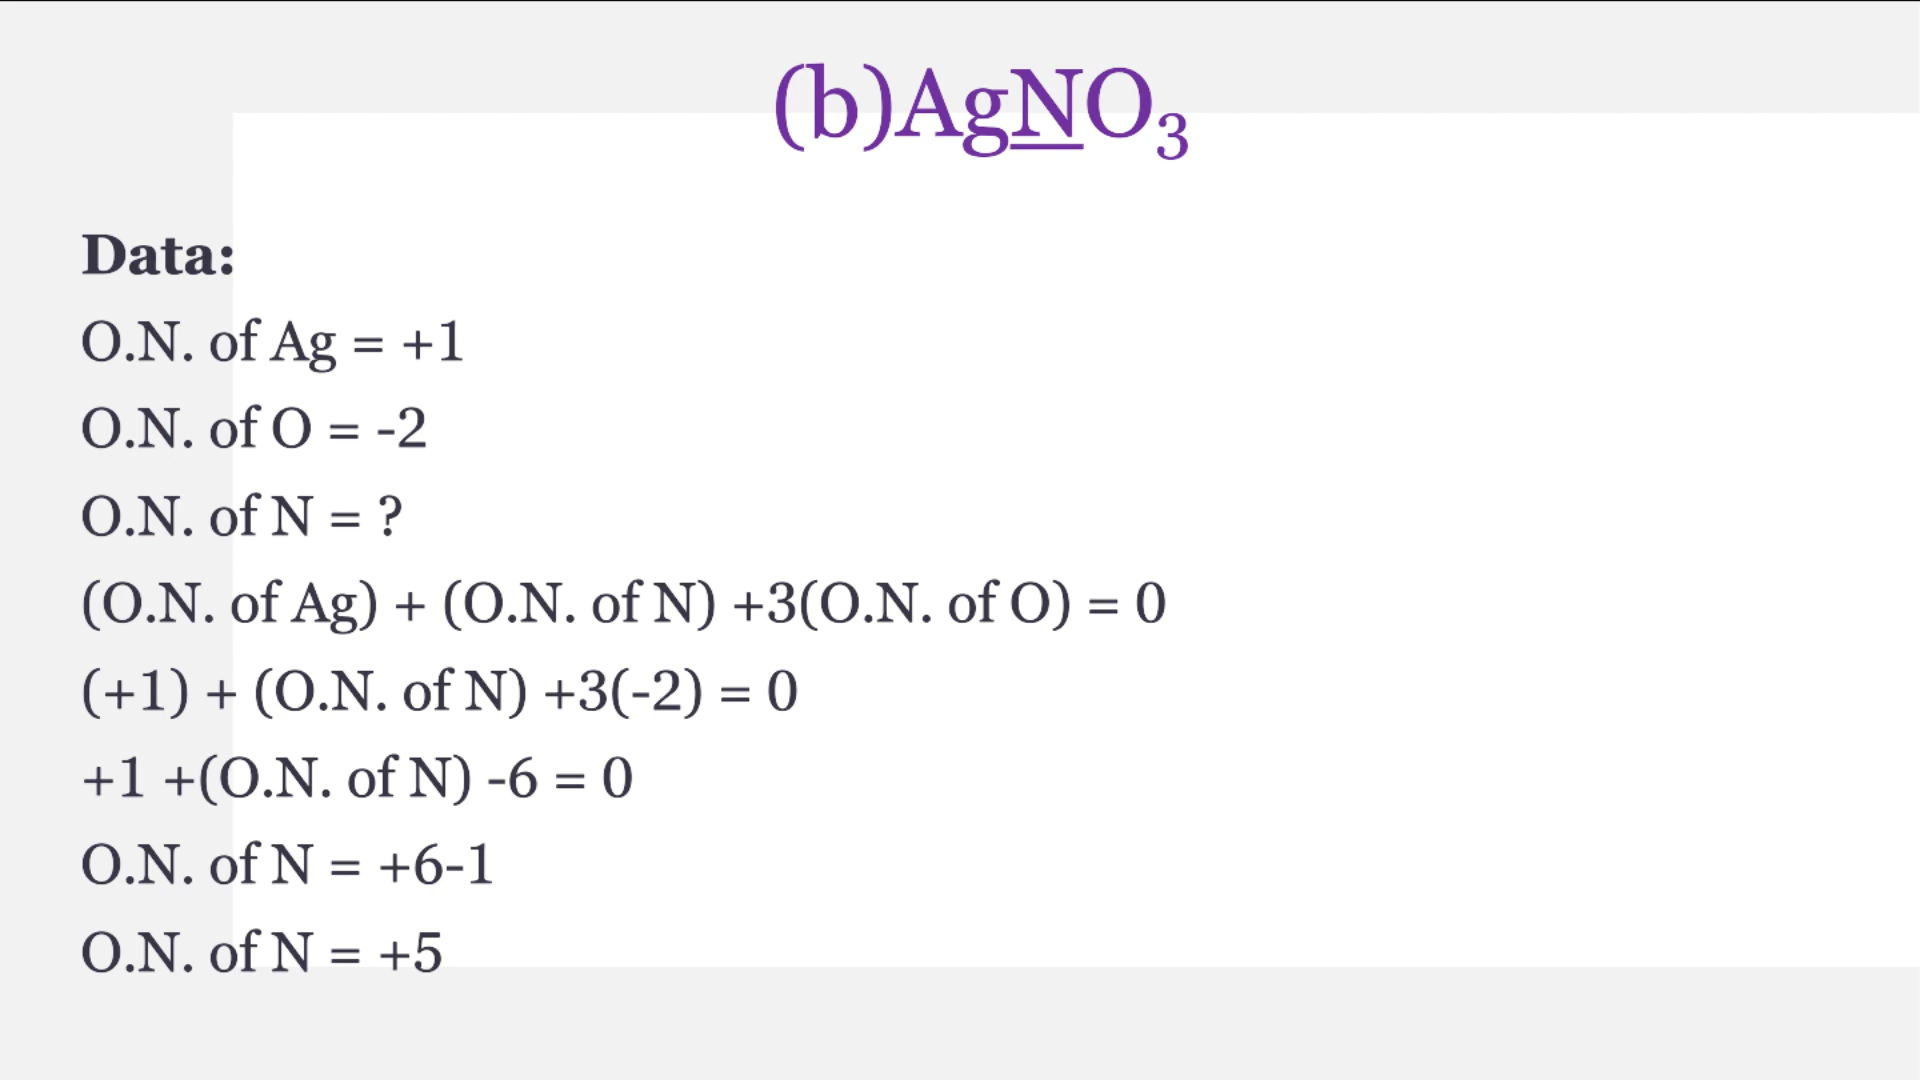 (b)AgNO₃
Data:
O.N. of Ag = +1
O.N. of O = -2
O.N. of N = ?
(O.N. of Ag) + (O.N. of N) +3(O.N. of O) = 0
(+1) + (O.N. of N) +3(-2) = 0
+1 +(O.N. of N) -6 = 0
O.N. of N = +6-1
O.N. of N = +5